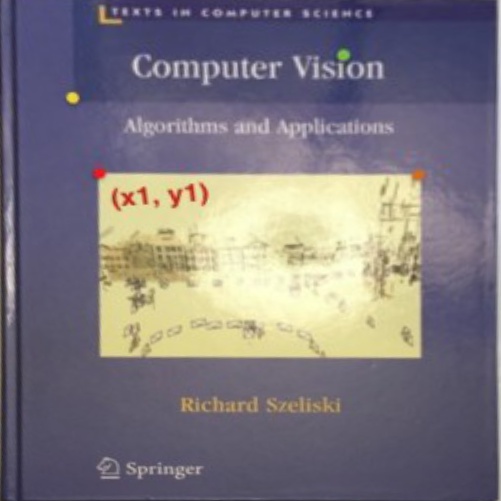 TEXTS IN COMPUTER SCIENCE
Computer Vision
Algorithms and Applications
(x1, y1)
Richard Szeliski
Springer